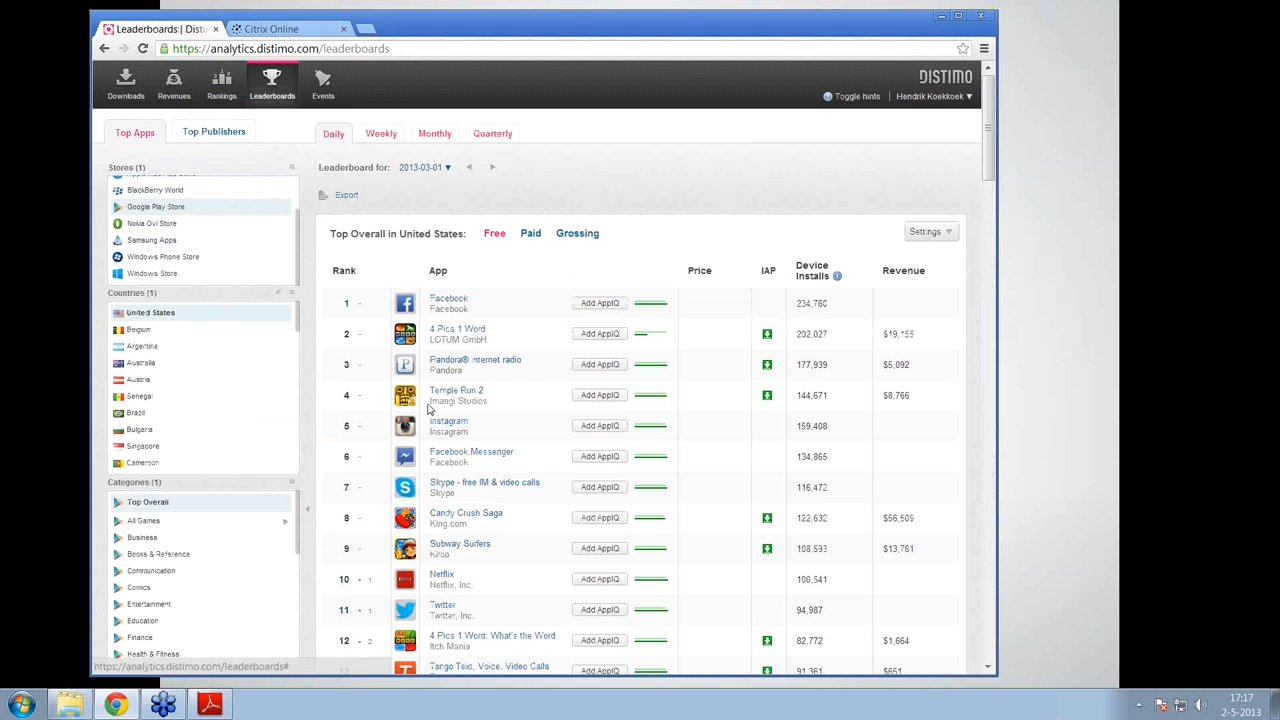 Leaderboards | Disti
Citrix Online
https://analytics.distimo.com/leaderboards
Downloads
Revenues
Rankings
Leaderboards
Events
DISTIMO
Toggle hints
Hendrik Koekkoek
Top Apps
Top Publishers
Daily
Weekly
Monthly
Quarterly
Stores (1)
BlackBerry World
Google Play Store
Nokia Ovi Store
Samsung Apps
Windows Phone Store
Windows Store
Countries (1)
United States
Belgium
Argentina
Australia
Austria
Senegal
Brazil
Bulgaria
Singapore
Cameroon
Categories (1)
Top Overall
All Games
Business
Books & Reference
Communication
Comics
Entertainment
Education
Finance
Health & Fitness
Leaderboard for: 2013-03-01
Export
Top Overall in United States: Free Paid Grossing
Settings
Rank App Price IAP Device Installs Revenue
1 Facebook Add AppIQ 234,760
Facebook
2 4 Pics 1 Word Add AppIQ 202,027 $19,155
LOTUM GmbH
3 Pandora® internet radio Add AppIQ 177,939 $5,092
Pandora
4 Temple Run 2 Add AppIQ 144,671 $8,766
Imangi Studios
5 Instagram Add AppIQ 159,408
Instagram
6 Facebook Messenger Add AppIQ 134,865
Facebook
7 Skype - free IM & video calls Add AppIQ 116,472
Skype
8 Candy Crush Saga Add AppIQ 122,632 $56,509
King.com
9 Subway Surfers Add AppIQ 108,593 $13,761
Kiloo
10 1 Netflix Add AppIQ 100,541
Netflix, Inc.
11 1 Twitter Add AppIQ 94,987
Twitter, Inc.
12 2 4 Pics 1 Word: What's the Word Add AppIQ 82,772 $1,664
Itch Mania
Tango Text, Voice, Video Calls Add AppIQ 91,361 $651
https://analytics.distimo.com/leaderboards#
17:17
2-5-2013